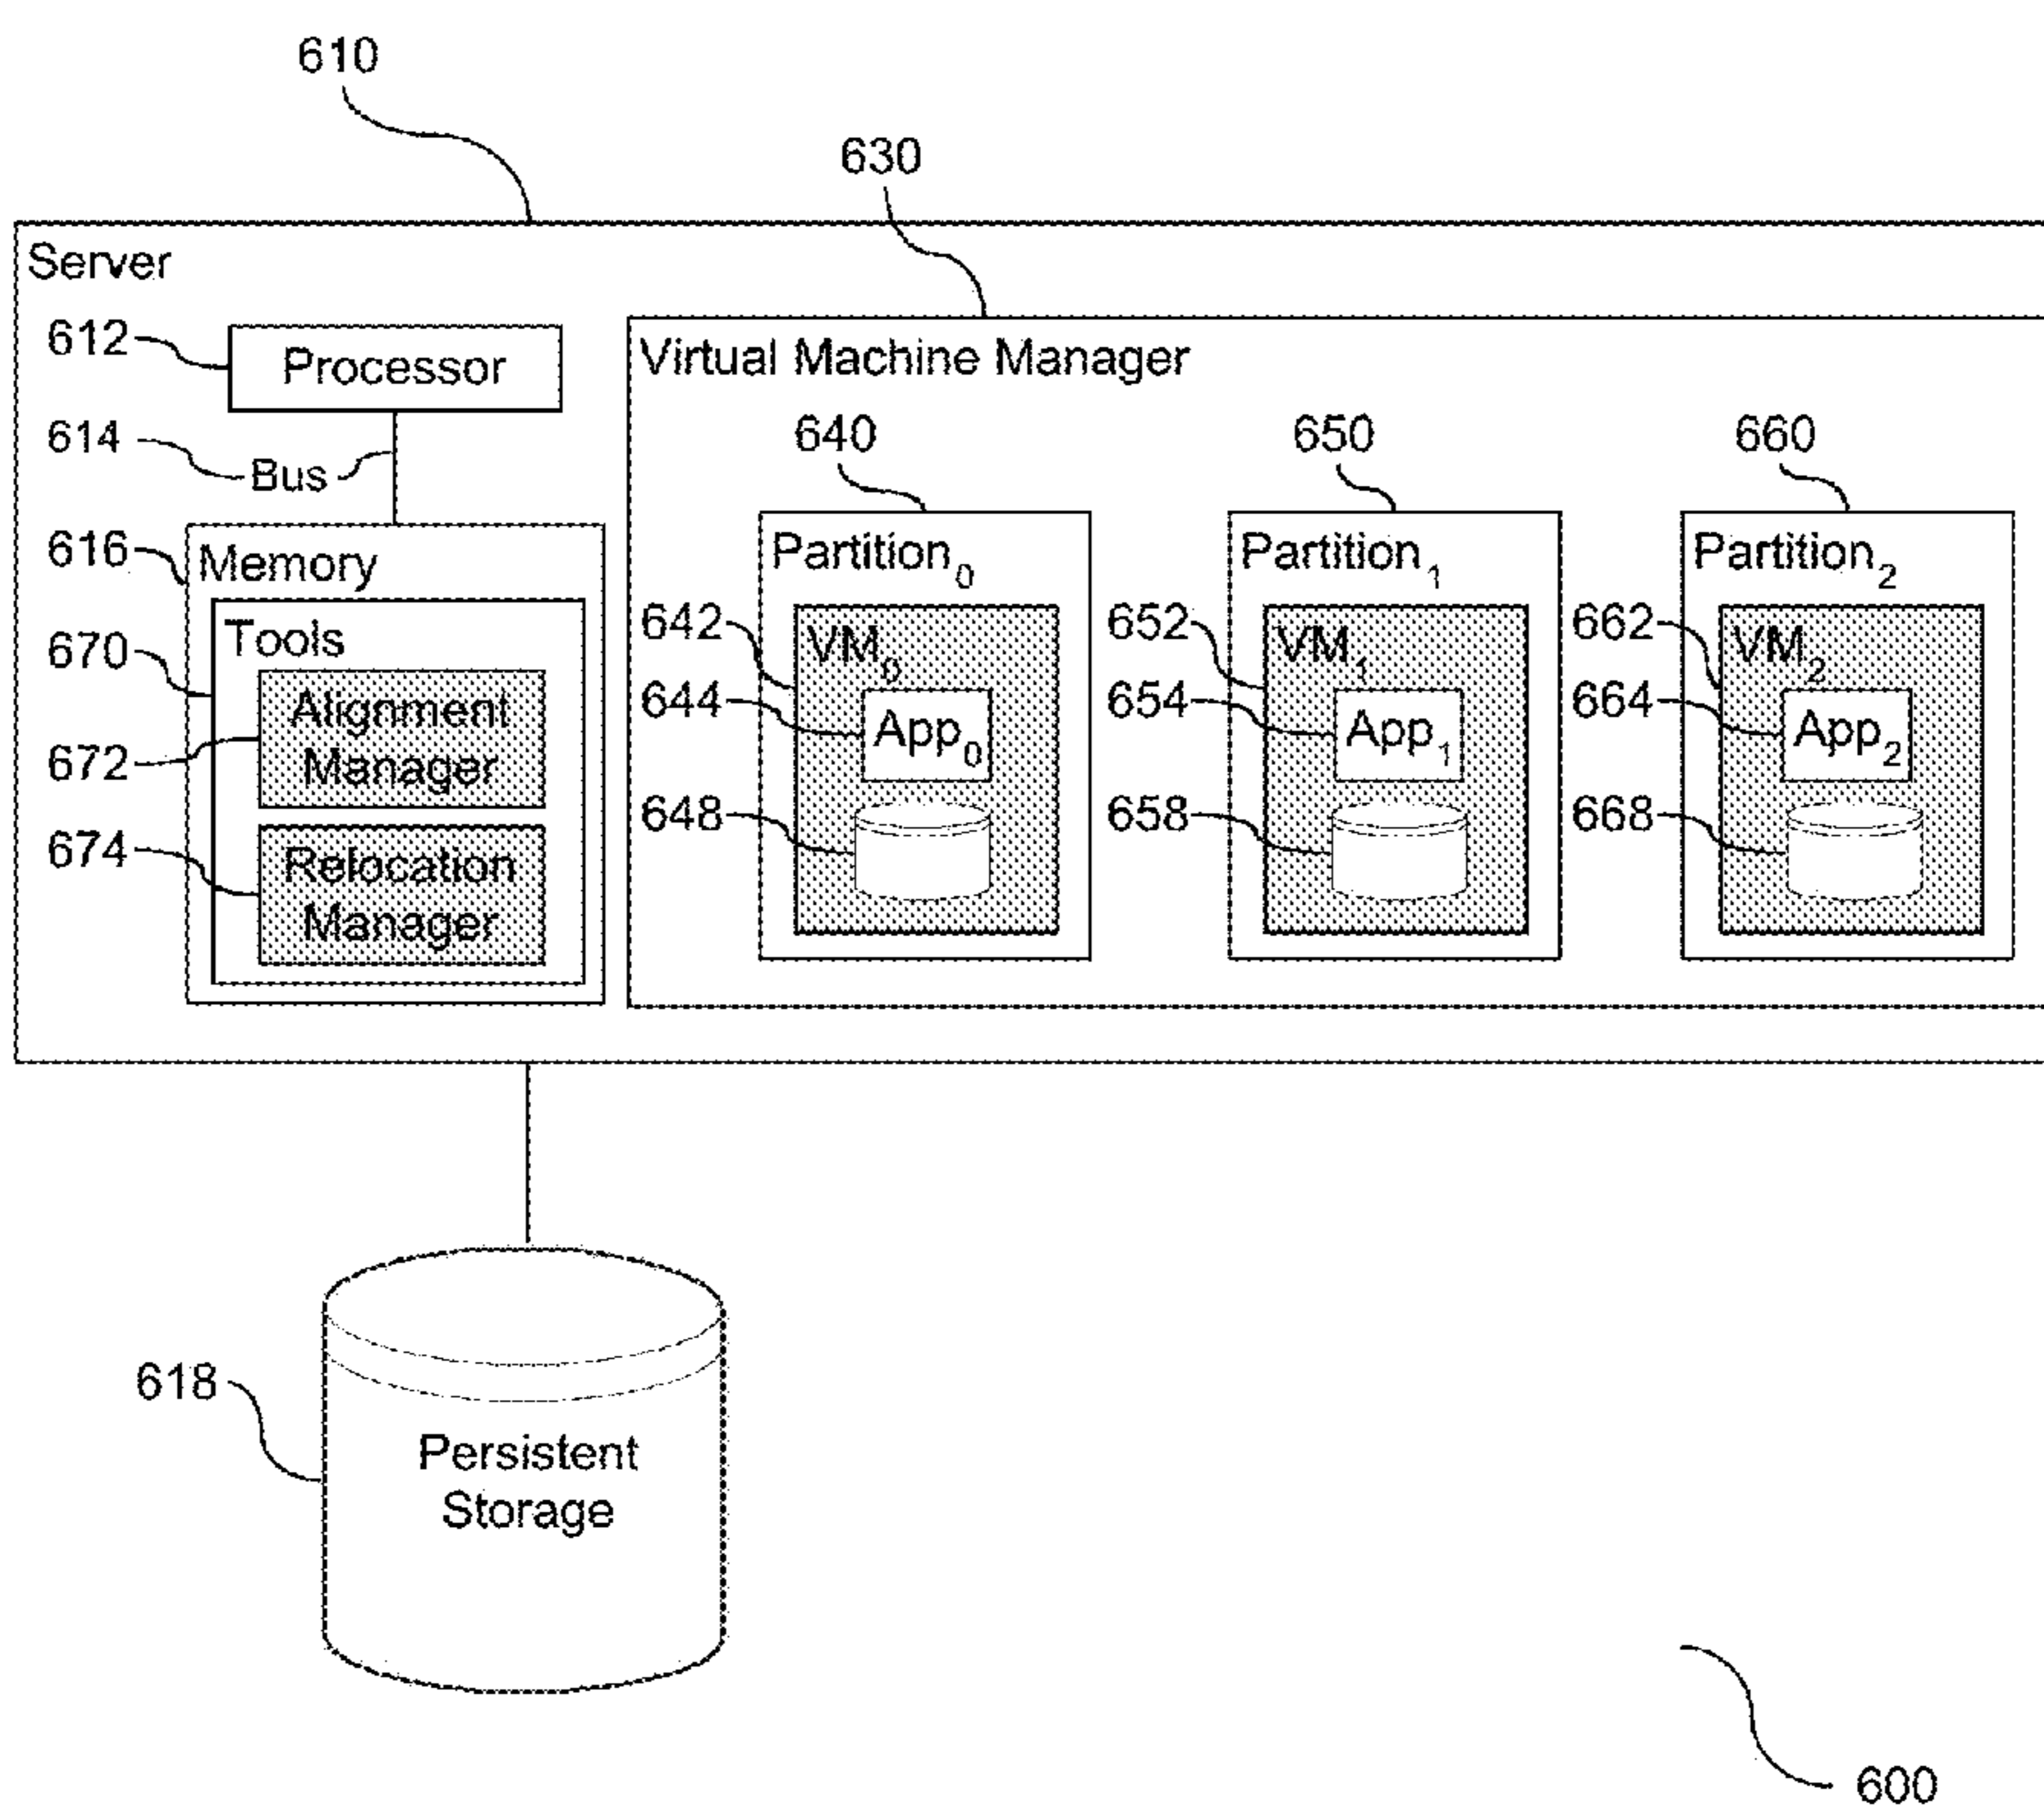 610
630
Server
612
Processor
Virtual Machine Manager
614
Bus
640
650
660
616
Memory
Partition0
Partition1
Partition2
670
Tools
642
VM0
652
VM1
662
VM2
672
Alignment
Manager
644
App0
654
App1
664
App2
648
658
668
674
Relocation
Manager
618
Persistent
Storage
600